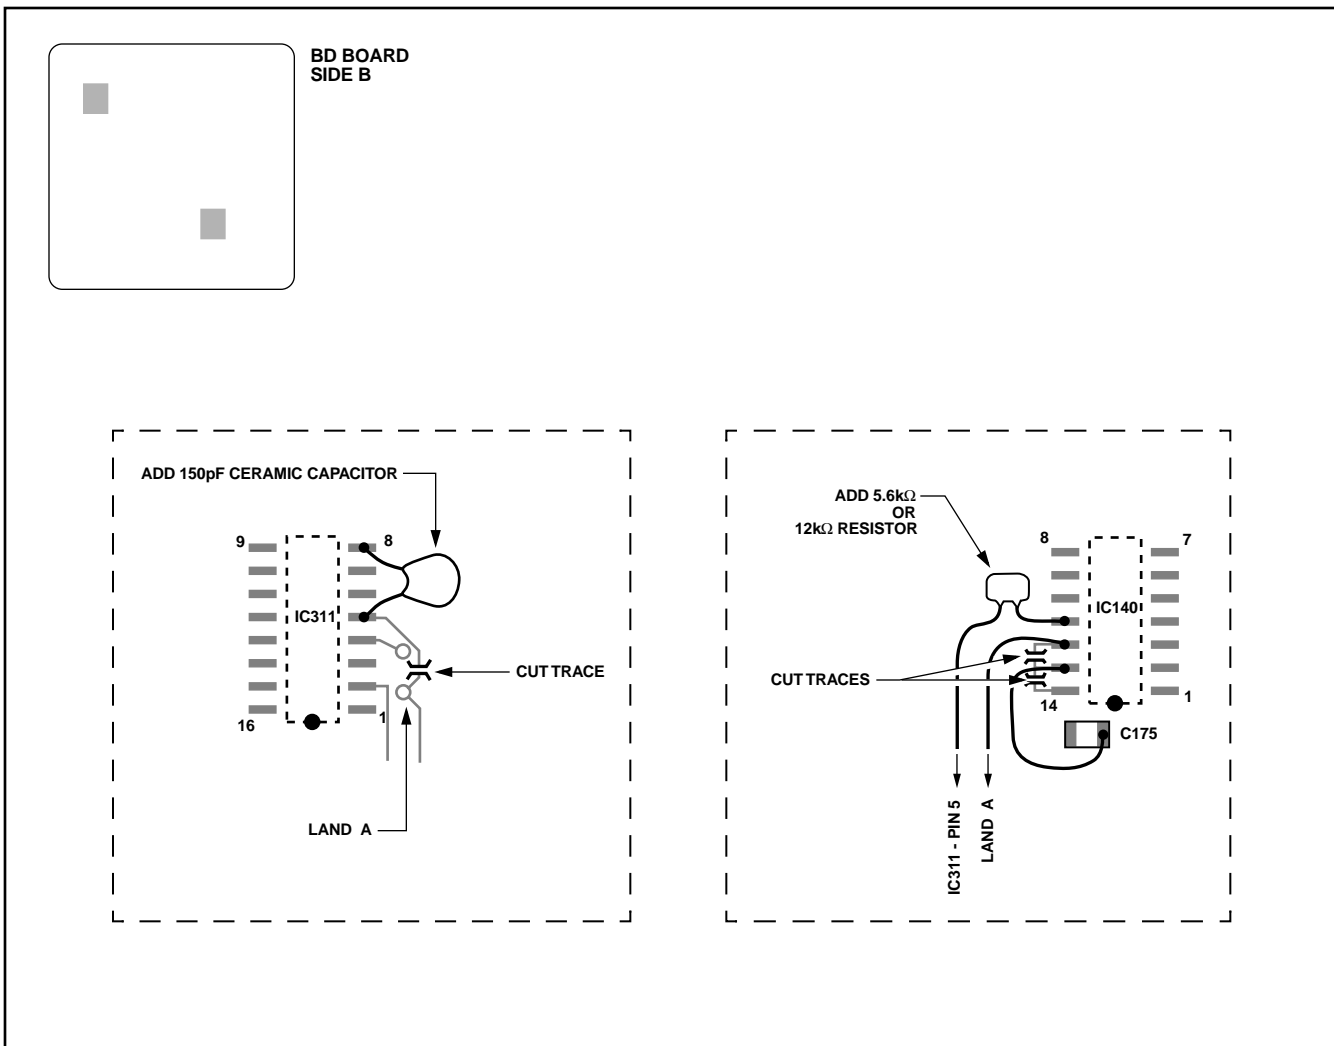 BD BOARD
SIDE B
ADD 150pF CERAMIC CAPACITOR
9
8
IC311
CUT TRACE
16
1
LAND A
ADD 5.6kΩ
OR
12kΩ RESISTOR
8
7
IC140
CUT TRACES
14
1
C175
IC311 - PIN 5
LAND A